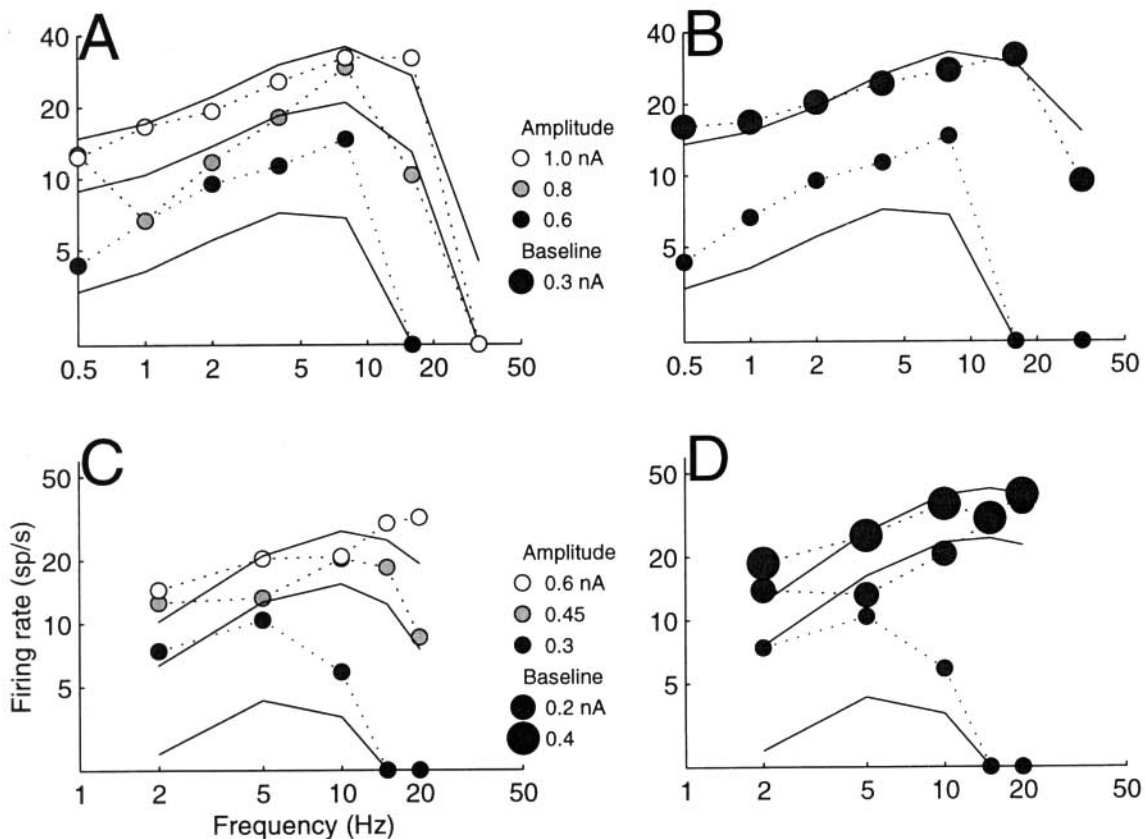 A
40
20
10
5
0.5 1 2 5 10 20 50
Amplitude
1.0 nA
0.8
0.6
Baseline
0.3 nA
B
40
20
10
5
0.5 1 2 5 10 20 50
C
50
20
10
5
1 2 5 10 20 50
Firing rate (sp/s)
Frequency (Hz)
Amplitude
0.6 nA
0.45
0.3
Baseline
0.2 nA
0.4
D
50
20
10
5
1 2 5 10 20 50